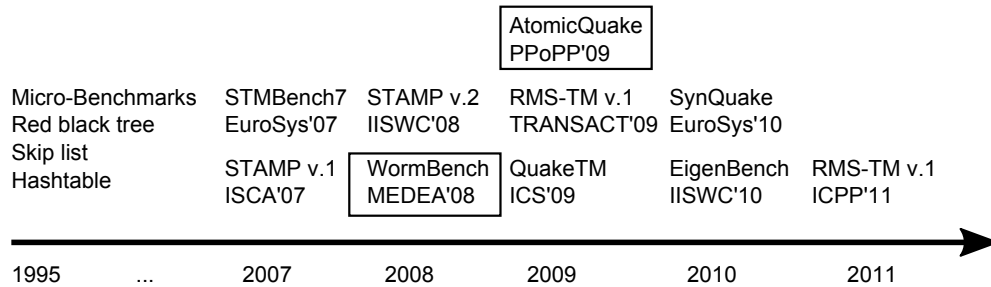 AtomicQuake
PPoPP'09
Micro-Benchmarks
Red black tree
Skip list
Hashtable
STMBench7
EuroSys'07
STAMP v.1
ISCA'07
STAMP v.2
IISWC'08
WormBench
MEDEA'08
RMS-TM v.1
TRANSACT'09
QuakeTM
ICS'09
SynQuake
EuroSys'10
EigenBench
IISWC'10
RMS-TM v.1
ICPP'11
1995 ... 2007 2008 2009 2010 2011